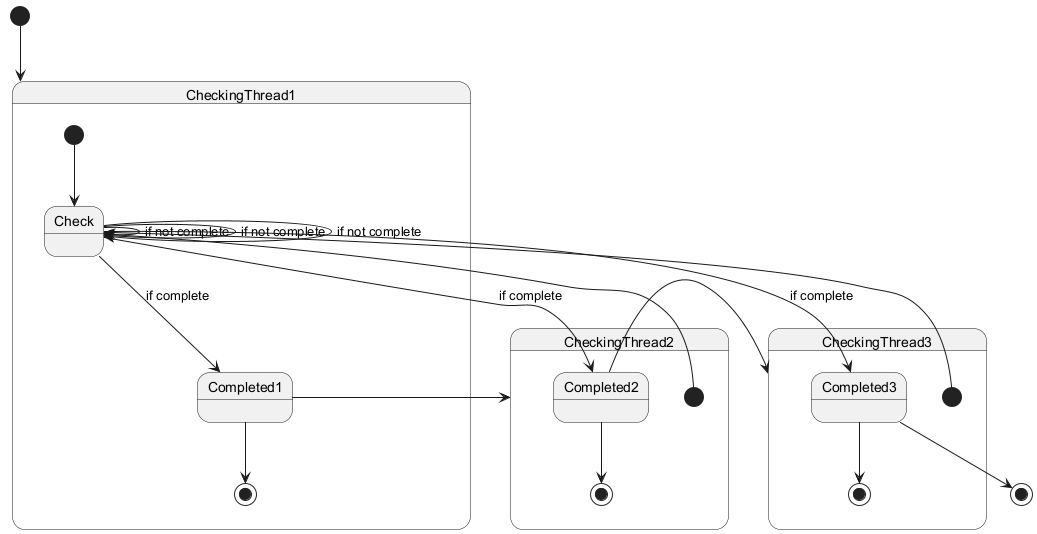 CheckingThread1
Check
if not complete
if not complete
if not complete
if complete
if complete
if complete
CheckingThread2
CheckingThread3
Completed1
Completed2
Completed3